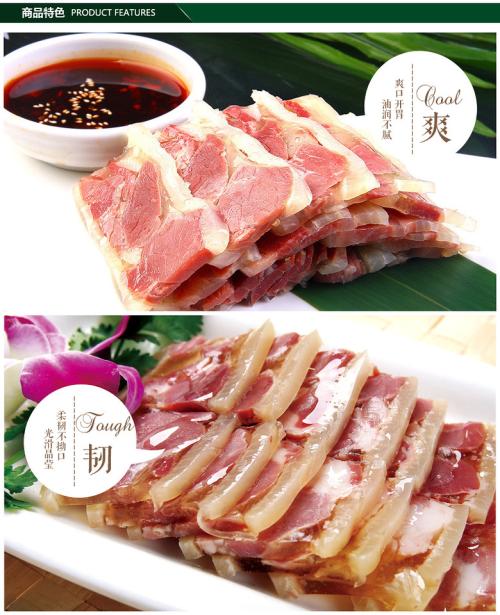 商品特色 PRODUCT FEATURES
Cool
爽
爽口开胃
油润不腻
Tough
韧
柔韧不拗口
光滑晶莹